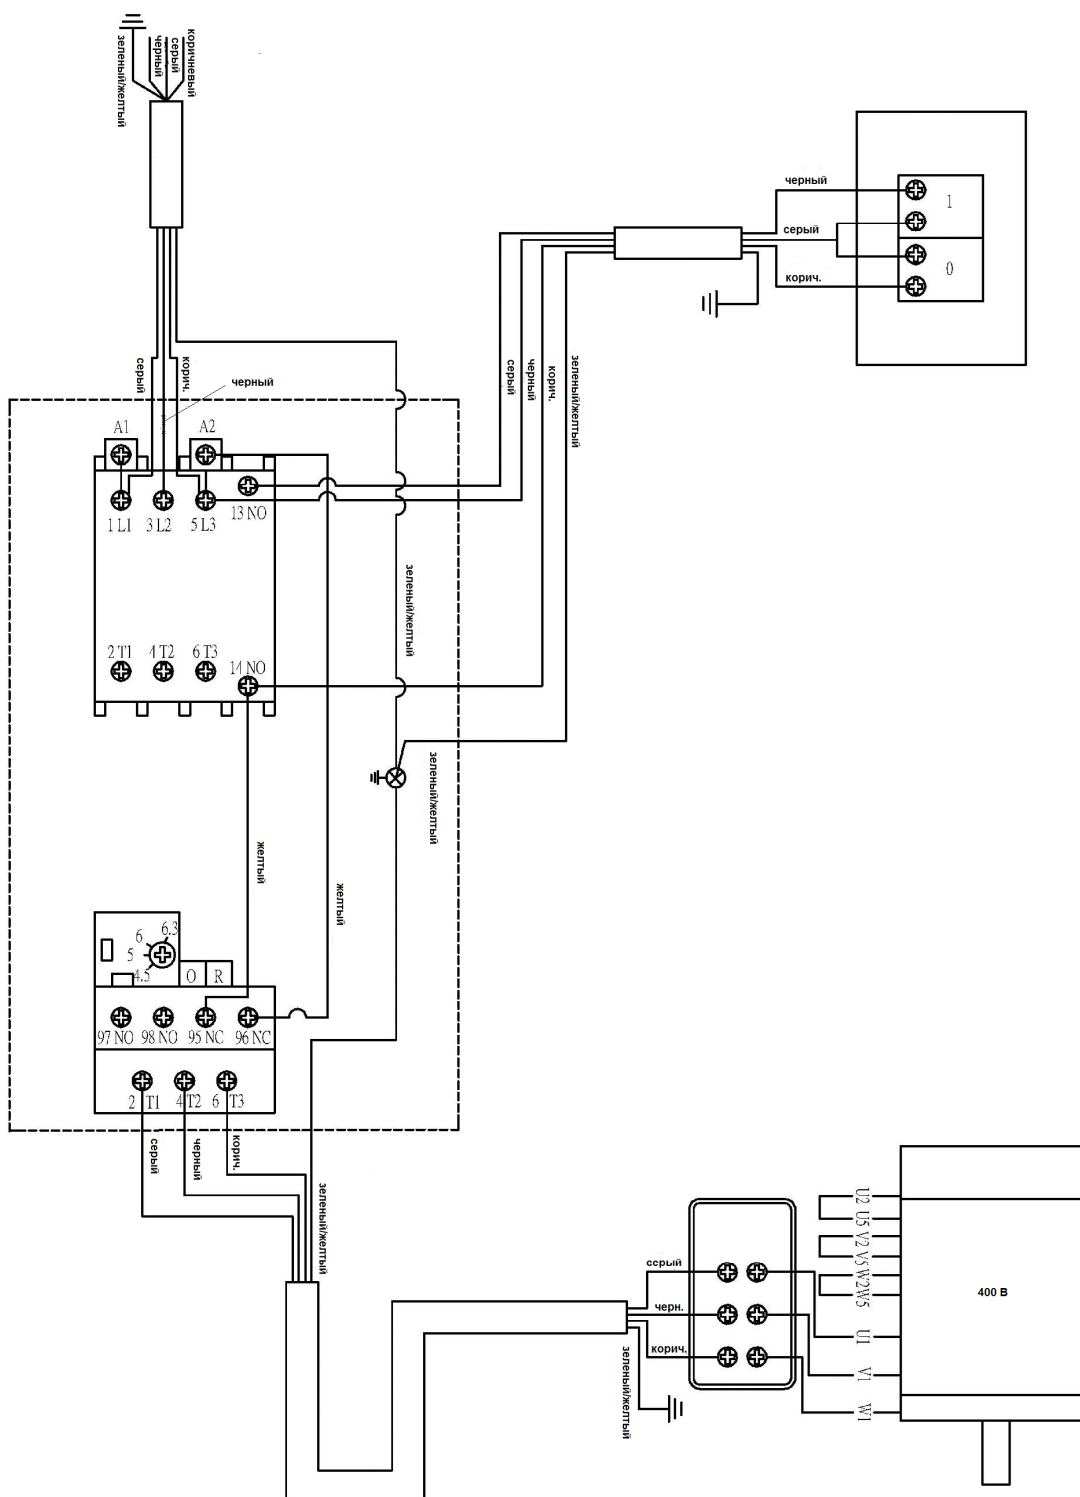 зеленый/желтый
черный
серый
коричневый
черный
1
серый
0
корич.
серый
корич.
черный
серый
черный
корич.
зеленый/желтый
A1
A2
1 L1
3 L2
5 L3
13 NO
зеленый/желтый
2 T1
4 T2
6 T3
14 NO
зеленый/желтый
желтый
желтый
6.3
6
5
4.5
O
R
97 NO
98 NO
95 NC
96 NC
2 T1
4 T2
6 T3
серый
черный
корич.
зеленый/желтый
U2
U5
V2
V5
W2
W5
U1
V1
W1
400 В
серый
черн.
корич.
зеленый/желтый